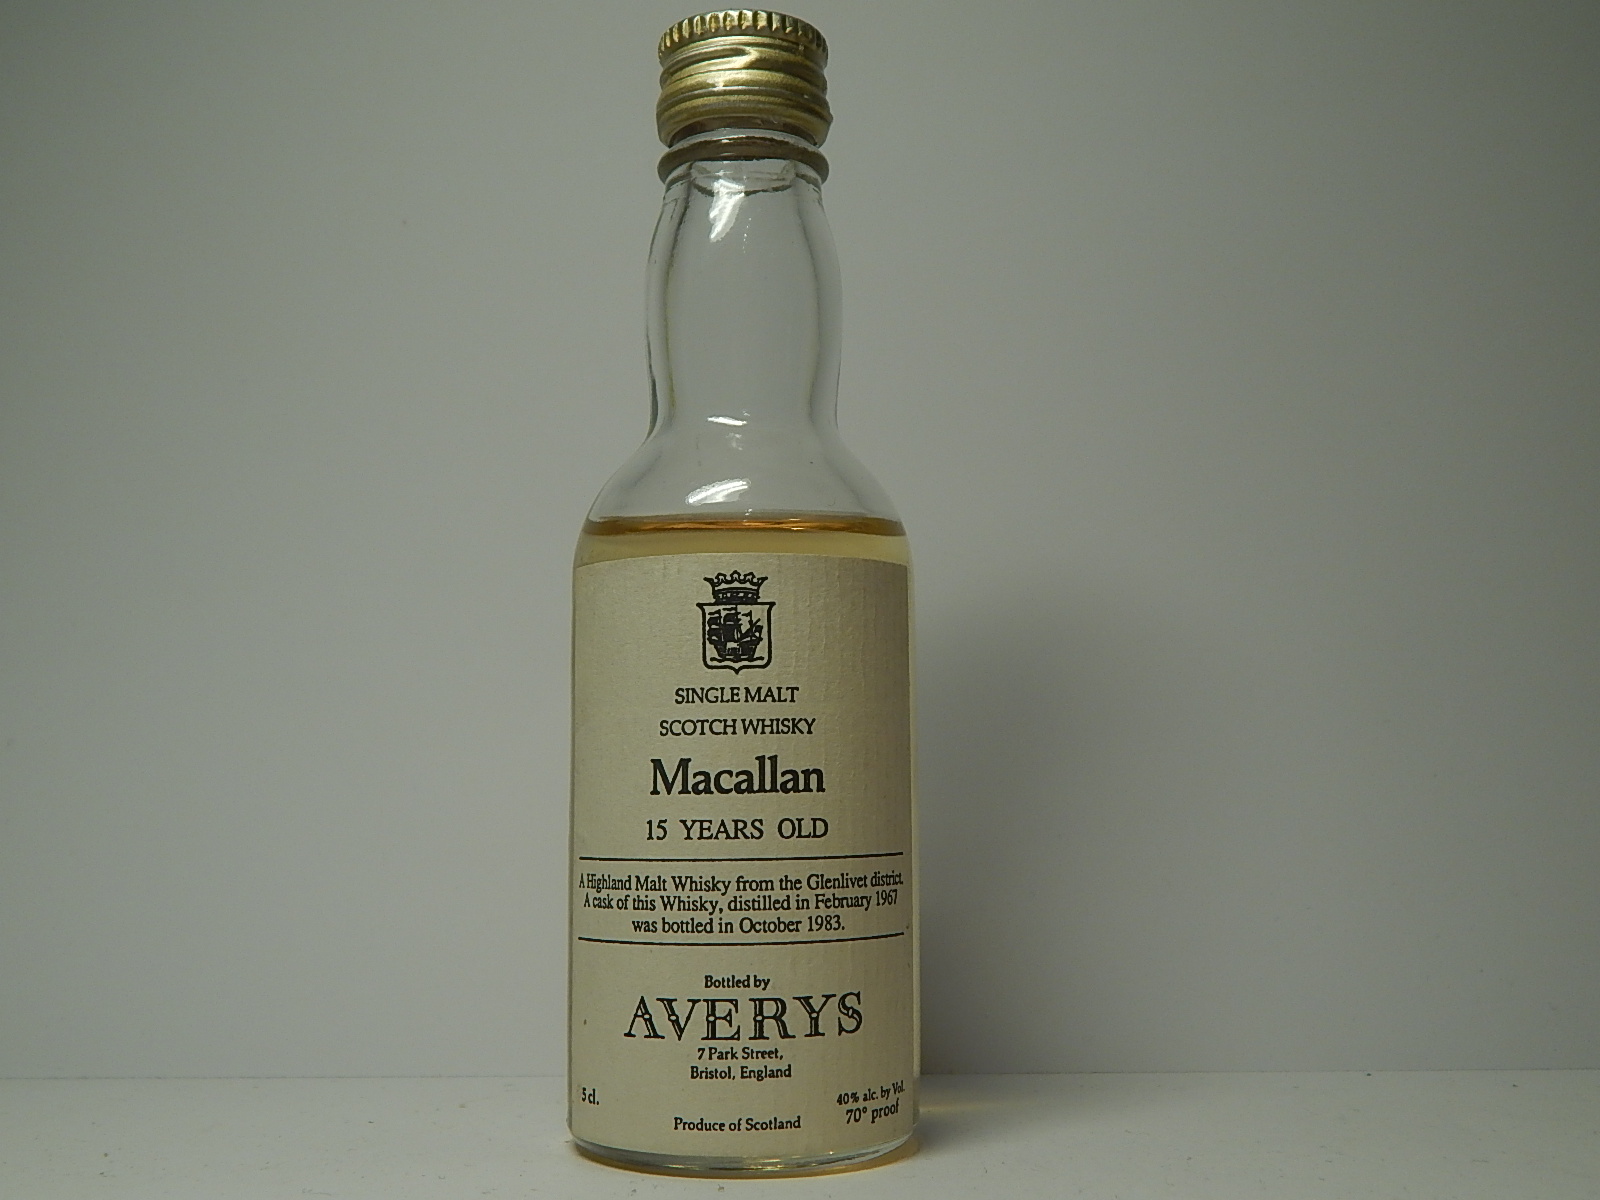 SINGLE MALT
SCOTCH WHISKY
Macallan
15 YEARS OLD
A Highland Malt Whisky from the Glenlivet district.
A cask of this Whisky, distilled in February 1967
was bottled in October 1983.
Bottled by
AVERYS
7 Park Street,
Bristol, England
5 cl.
40% alc. by Vol.
70° proof
Produce of Scotland